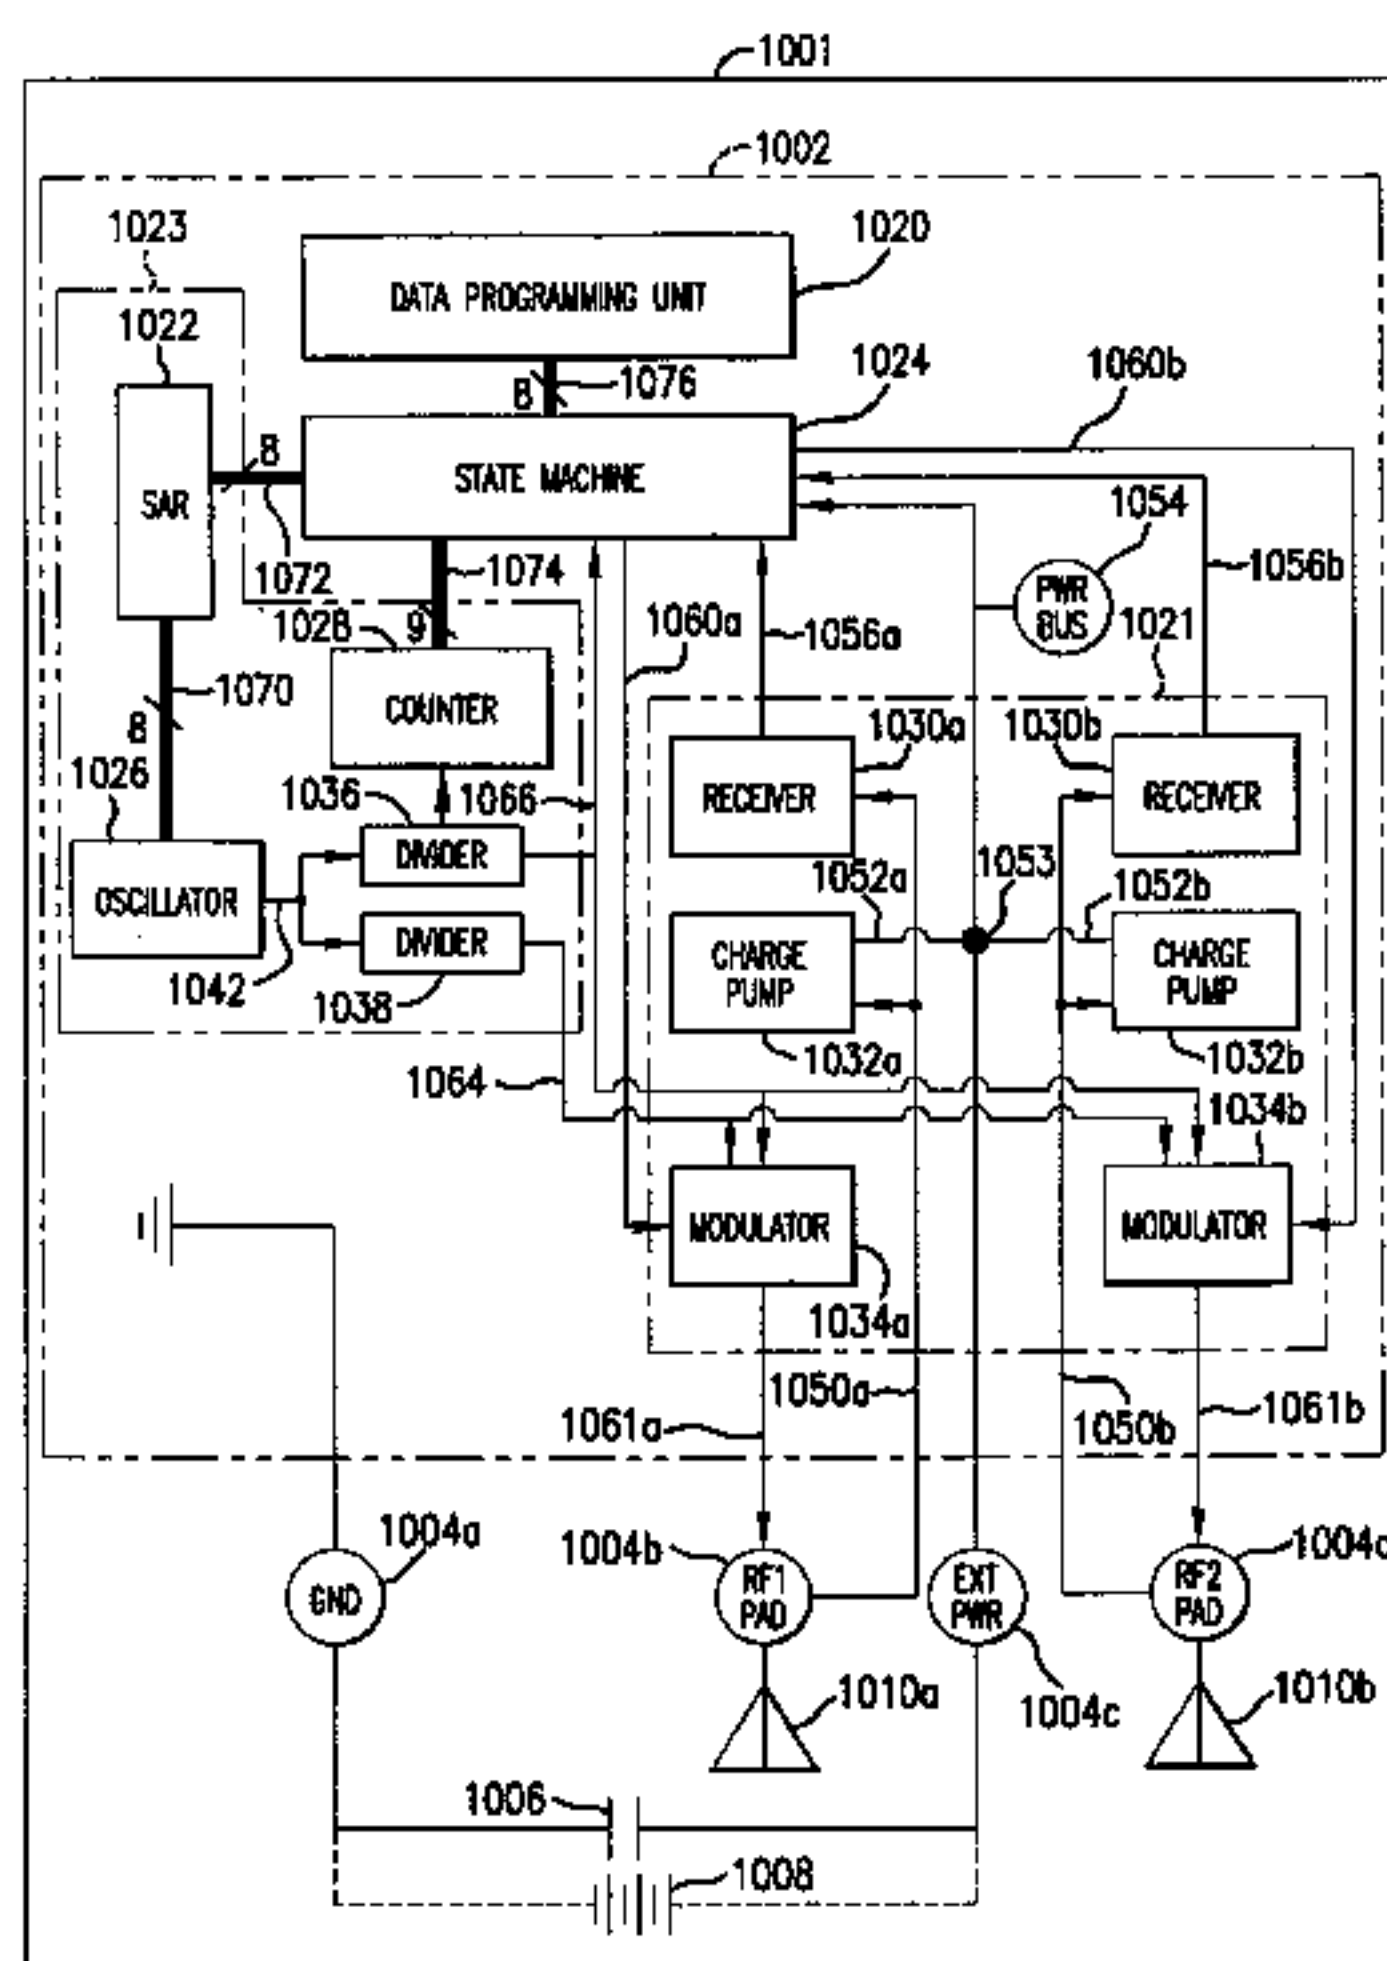 1001
1002
1023
1020
DATA PROGRAMMING UNIT
1022
1024
1060b
8 1076
8
STATE MACHINE
SAR
1054
1072
1074
1056b
PWR
BUS
1028 9
1060a
1056a
1021
1070
8
COUNTER
1030a
1030b
1026
1036
1066
RECEIVER
RECEIVER
DIVIDER
1052a
1053
1052b
OSCILLATOR
DIVIDER
CHARGE
PUMP
CHARGE
PUMP
1042
1038
1032a
1032b
1064
1034b
MODULATOR
MODULATOR
1034a
1050a
1061a
1050b
1061b
1004a
1004b
1004d
GND
RF1
PAD
EXT
PWR
RF2
PAD
1010a
1004c
1010b
1006
1008